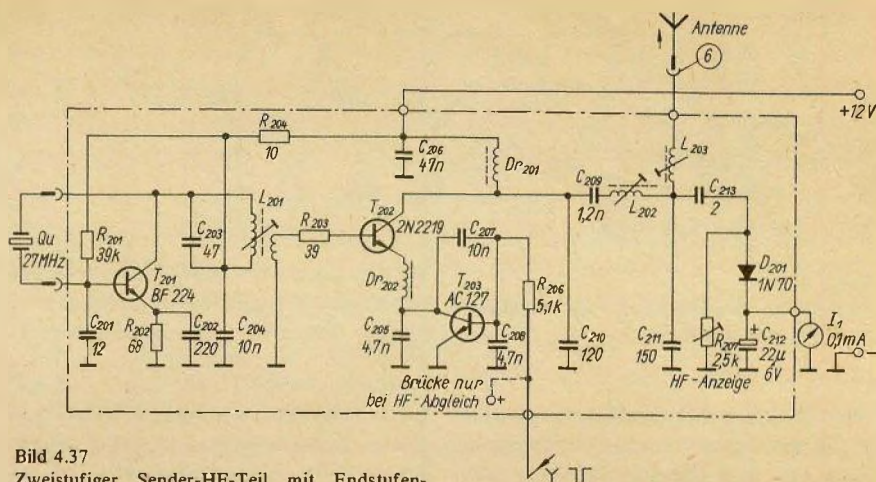 Antenne
6
+12V
R204
10
C206
47n
Dr201
L203
C209
1,2n
L202
C213
2
Qu
27MHz
R201
39k
T201
BF 224
C203
47
L201
R203
39
T202
2N2219
C207
10n
Dr202
T203
AC 127
R206
5,1k
D201
1N 70
C201
12
R202
68
C202
220
C204
10n
C205
4,7n
C208
4,7n
C210
120
C211
150
R207
2,5k
C212
22μ
6V
+
I1
0,1mA
HF-Anzeige
Brücke nur
bei HF-Abgleich
+
Bild 4.37
Zweistufiger Sender-HF-Teil mit Endstufen-